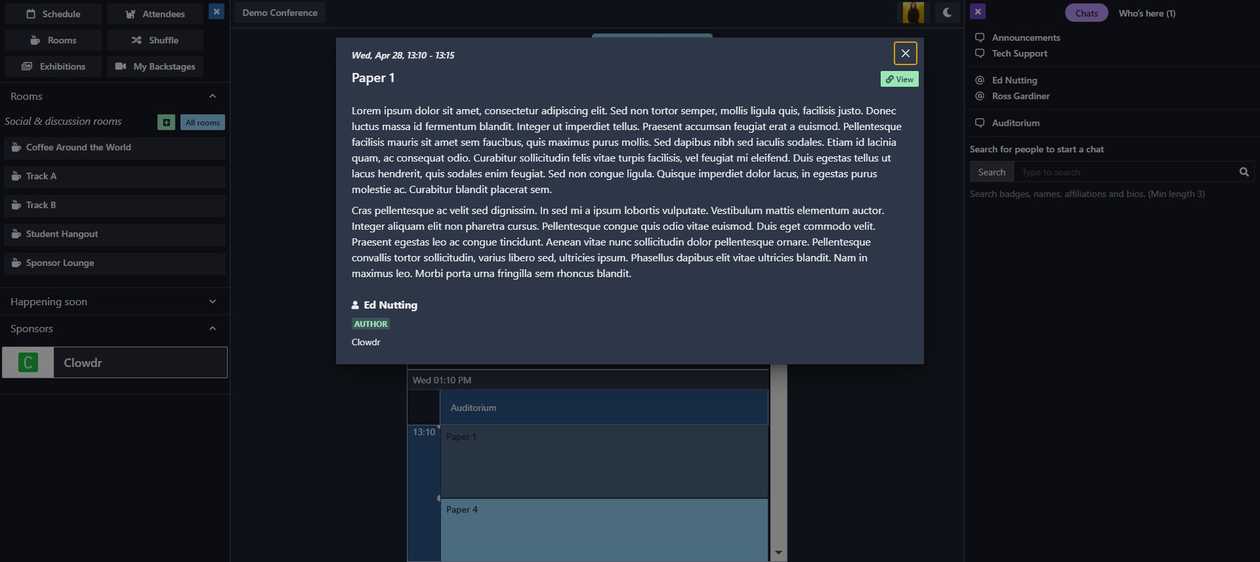 Schedule
Attendees
Rooms
Shuffle
Exhibitions
My Backstages
Rooms
Social & discussion rooms
All rooms
Coffee Around the World
Track A
Track B
Student Hangout
Sponsor Lounge
Happening soon
Sponsors
C
Clowdr
Demo Conference
Wed, Apr 28, 13:10 - 13:15
Paper 1
View
Lorem ipsum dolor sit amet, consectetur adipiscing elit. Sed non tortor semper, mollis ligula quis, facilisis justo. Donec
luctus massa id fermentum blandit. Integer ut imperdiet tellus. Praesent accumsan feugiat erat a euismod. Pellentesque
facilisis mauris sit amet sem faucibus, quis maximus purus mollis. Sed dapibus nibh sed iaculis sodales. Etiam id lacinia
quam, ac consequat odio. Curabitur sollicitudin felis vitae turpis facilisis, vel feugiat mi eleifend. Duis egestas tellus ut
lacus hendrerit, quis sodales enim feugiat. Sed non congue ligula. Quisque imperdiet dolor lacus, in egestas purus
molestie ac. Curabitur blandit placerat sem.
Cras pellentesque ac velit sed dignissim. In sed mi a ipsum lobortis vulputate. Vestibulum mattis elementum auctor.
Integer aliquam elit non pharetra cursus. Pellentesque congue quis odio vitae euismod. Duis eget commodo velit.
Praesent egestas leo ac congue tincidunt. Aenean vitae nunc sollicitudin dolor pellentesque ornare. Pellentesque
convallis tortor sollicitudin, varius libero sed, ultricies ipsum. Phasellus dapibus elit vitae ultricies blandit. Nam in
maximus leo. Morbi porta urna fringilla sem rhoncus blandit.
Ed Nutting
AUTHOR
Clowdr
Wed 01:10 PM
Auditorium
13:10
Paper 1
Paper 4
Chats
Who's here (1)
Announcements
Tech Support
Ed Nutting
Ross Gardiner
Auditorium
Search for people to start a chat
Search
Type to search
Search badges, names, affiliations and bios. (Min length 3)